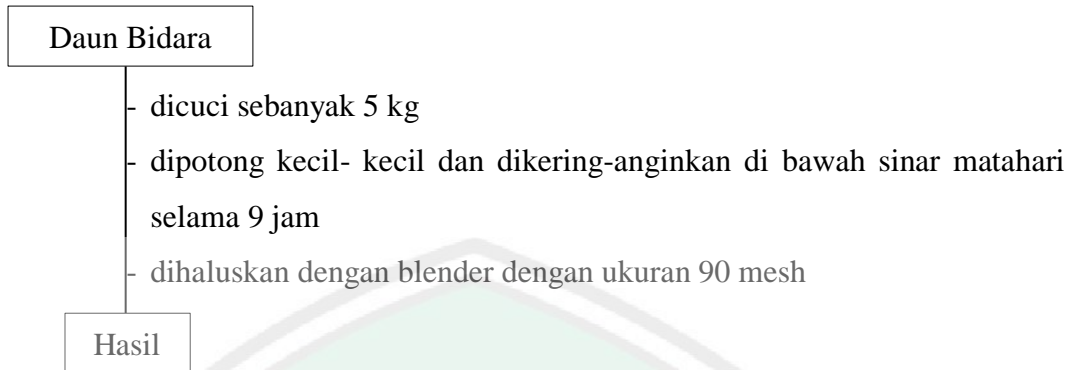 Daun Bidara
- dicuci sebanyak 5 kg
- dipotong kecil- kecil dan dikering-anginkan di bawah sinar matahari
selama 9 jam
- dihaluskan dengan blender dengan ukuran 90 mesh
Hasil